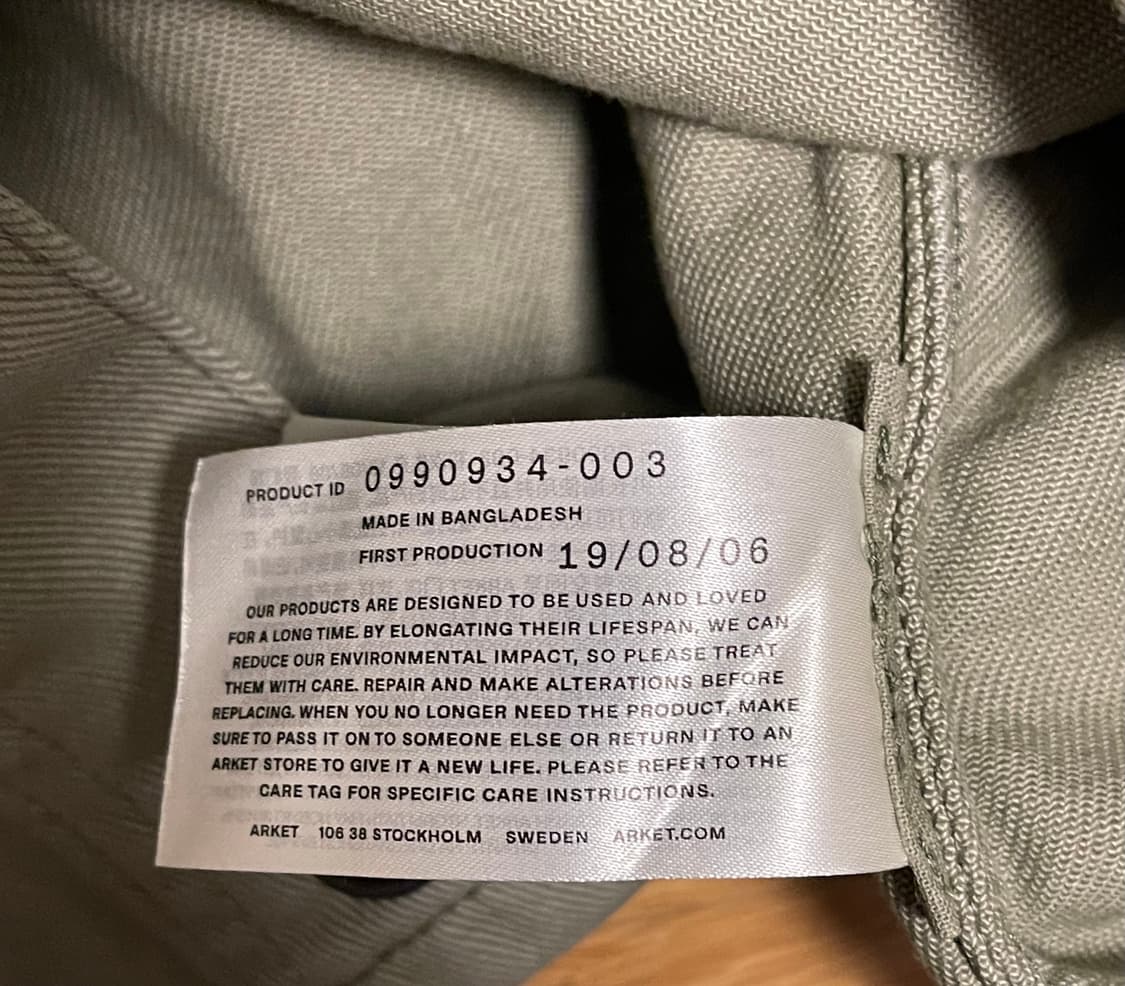 PRODUCT ID 0990934-003
MADE IN BANGLADESH
FIRST PRODUCTION 19/08/06
OUR PRODUCTS ARE DESIGNED TO BE USED AND LOVED
FOR A LONG TIME. BY ELONGATING THEIR LIFESPAN, WE CAN
REDUCE OUR ENVIRONMENTAL IMPACT, SO PLEASE TREAT
THEM WITH CARE. REPAIR AND MAKE ALTERATIONS BEFORE
REPLACING. WHEN YOU NO LONGER NEED THE PRODUCT, MAKE
SURE TO PASS IT ON TO SOMEONE ELSE OR RETURN IT TO AN
ARKET STORE TO GIVE IT A NEW LIFE. PLEASE REFER TO THE
CARE TAG FOR SPECIFIC CARE INSTRUCTIONS.
ARKET 106 38 STOCKHOLM SWEDEN ARKET.COM